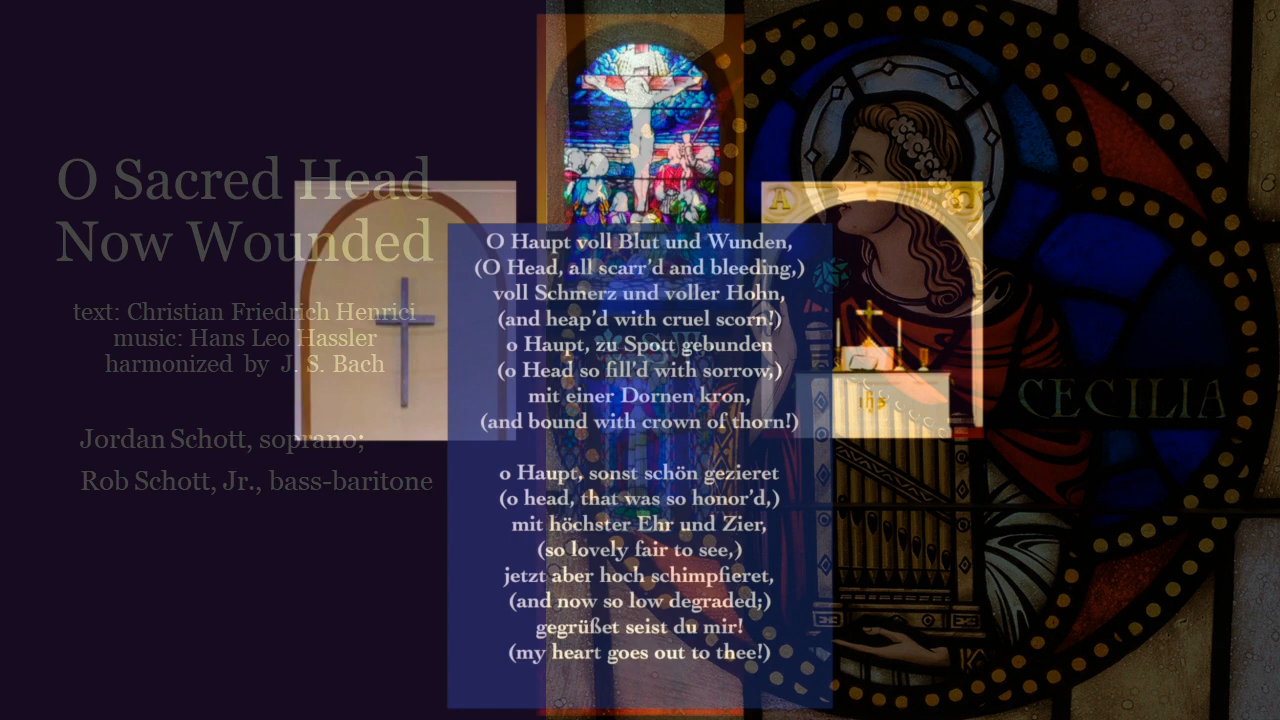 O Sacred Head
Now Wounded
text: Christian Friedrich Henrici
music: Hans Leo Hassler
harmonized by J. S. Bach
Jordan Schott, soprano;
Rob Schott, Jr., bass-baritone
O Haupt voll Blut und Wunden,
(O Head, all scarr'd and bleeding,)
voll Schmerz und voller Hohn,
(and heap'd with cruel scorn!)
o Haupt, zu Spott gebunden
(o Head so fill'd with sorrow,)
mit einer Dornen kron,
(and bound with crown of thorn!)
o Haupt, sonst schön gezieret
(o head, that was so honor'd,)
mit höchster Ehr und Zier,
(so lovely fair to see,)
jetzt aber hoch schimpfieret,
(and now so low degraded;)
gegrüßet seist du mir!
(my heart goes out to thee!)
A Ω
ihs
CECILIA